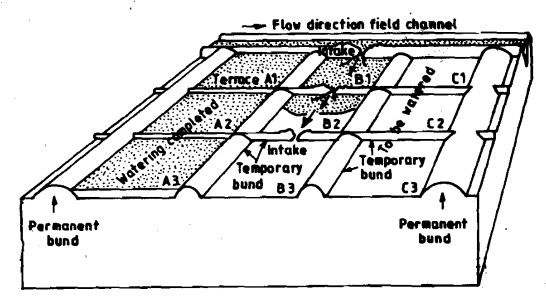 Flow direction field channel
Intake
Terrace A1
B1
C1
Watering completed
A2
B2
To be watered
C2
Intake
Temporary
bund
Temporary
bund
A3
B3
C3
Permanent
bund
Permanent
bund